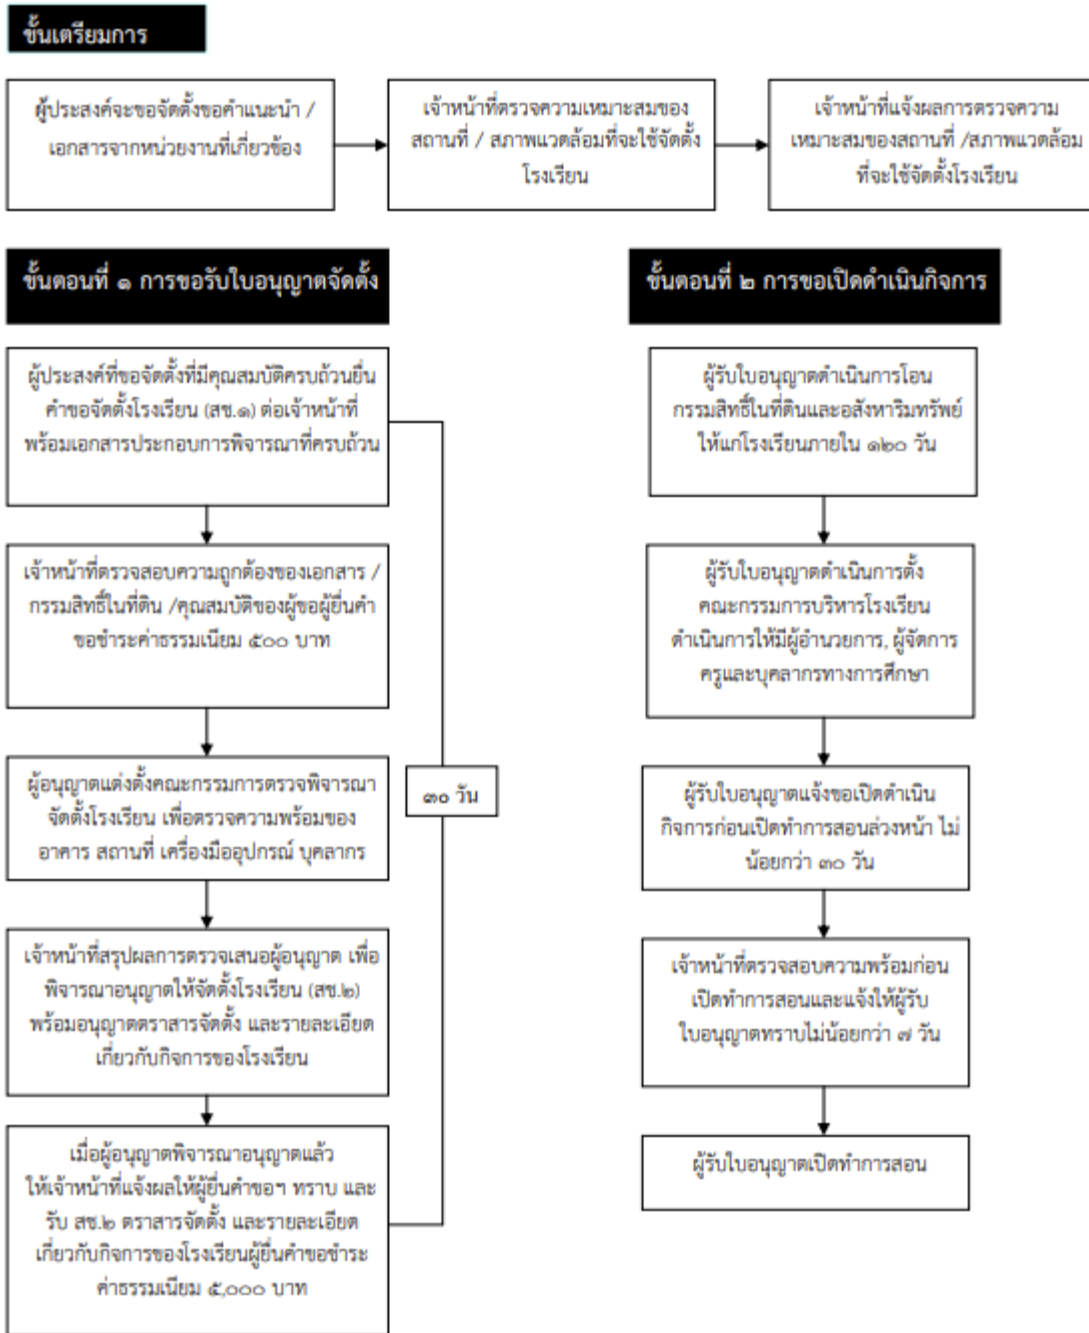 ขั้นเตรียมการ
ผู้ประสงค์จะขอจัดตั้งขอคำแนะนำ /
เอกสารจากหน่วยงานที่เกี่ยวข้อง
เจ้าหน้าที่ตรวจความเหมาะสมของ
สถานที่ / สภาพแวดล้อมที่จะใช้จัดตั้ง
โรงเรียน
เจ้าหน้าที่แจ้งผลการตรวจความ
เหมาะสมของสถานที่ /สภาพแวดล้อม
ที่จะใช้จัดตั้งโรงเรียน
ขั้นตอนที่ ๑ การขอรับใบอนุญาตจัดตั้ง
ผู้ประสงค์ที่ขอจัดตั้งที่มีคุณสมบัติครบถ้วนยื่น
คำขอจัดตั้งโรงเรียน (สช.๑) ต่อเจ้าหน้าที่
พร้อมเอกสารประกอบการพิจารณาที่ครบถ้วน
เจ้าหน้าที่ตรวจสอบความถูกต้องของเอกสาร /
กรรมสิทธิ์ในที่ดิน /คุณสมบัติของผู้ขอผู้ยื่นคำ
ขอชำระค่าธรรมเนียม ๕๐๐ บาท
ผู้อนุญาตแต่งตั้งคณะกรรมการตรวจพิจารณา
จัดตั้งโรงเรียน เพื่อตรวจความพร้อมของ
อาคาร สถานที่ เครื่องมืออุปกรณ์ บุคลากร
เจ้าหน้าที่สรุปผลการตรวจเสนอผู้อนุญาต เพื่อ
พิจารณาอนุญาตให้จัดตั้งโรงเรียน (สช.๒)
พร้อมอนุญาตตราสารจัดตั้ง และรายละเอียด
เกี่ยวกับกิจการของโรงเรียน
เมื่อผู้อนุญาตพิจารณาอนุญาตแล้ว
ให้เจ้าหน้าที่แจ้งผลให้ผู้ยื่นคำขอฯ ทราบ และ
รับ สช.๒ ตราสารจัดตั้ง และรายละเอียด
เกี่ยวกับกิจการของโรงเรียนผู้ยื่นคำขอชำระ
ค่าธรรมเนียม ๕,๐๐๐ บาท
๓๐ วัน
ขั้นตอนที่ ๒ การขอเปิดดำเนินกิจการ
ผู้รับใบอนุญาตดำเนินการโอน
กรรมสิทธิ์ในที่ดินและอสังหาริมทรัพย์
ให้แก่โรงเรียนภายใน ๑๒๐ วัน
ผู้รับใบอนุญาตดำเนินการตั้ง
คณะกรรมการบริหารโรงเรียน
ดำเนินการให้มีผู้อำนวยการ, ผู้จัดการ
ครูและบุคลากรทางการศึกษา
ผู้รับใบอนุญาตแจ้งขอเปิดดำเนิน
กิจการก่อนเปิดทำการสอนล่วงหน้า ไม่
น้อยกว่า ๓๐ วัน
เจ้าหน้าที่ตรวจสอบความพร้อมก่อน
เปิดทำการสอนและแจ้งให้ผู้รับ
ใบอนุญาตทราบไม่น้อยกว่า ๗ วัน
ผู้รับใบอนุญาตเปิดทำการสอน